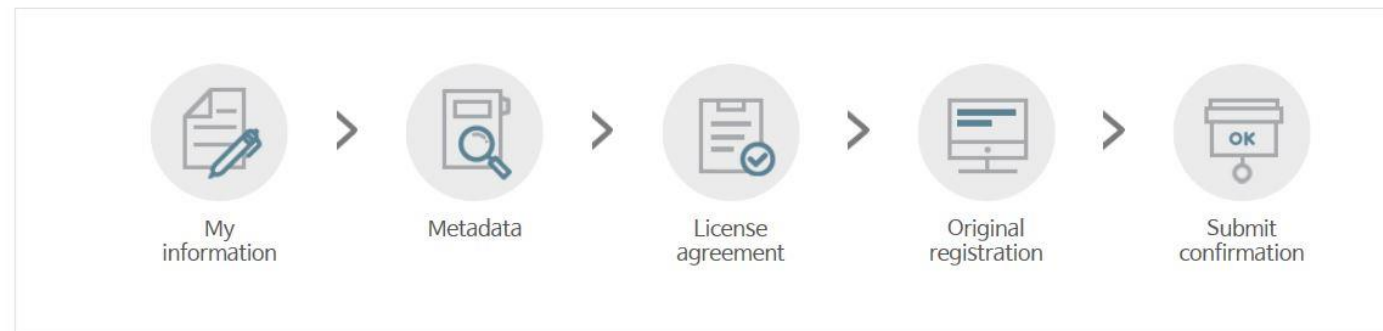 My
information
Metadata
License
agreement
Original
registration
OK
Submit
confirmation